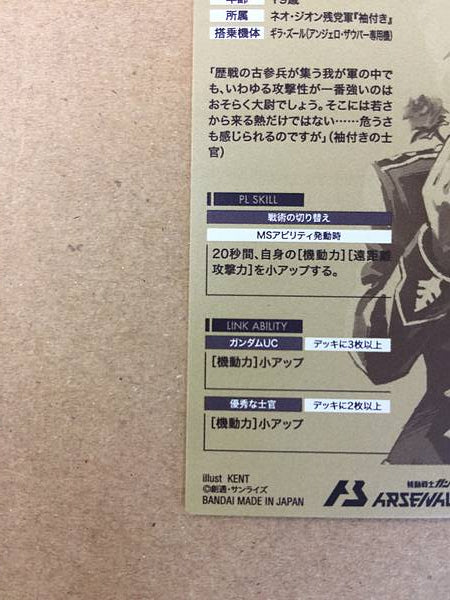 年齢
19歳
所属
ネオ・ジオン残党軍『袖付き』
搭乗機体
ギラ・ズール(アンジェロ・ザウパー専用機)
「歴戦の古参兵が集う我が軍の中で
も、いわゆる攻撃性が一番強いのは
おそらく大尉でしょう。そこには若さ
から来る熱だけではない……危うさ
も感じられるのですが」(袖付きの士
官)
PL SKILL
戦術の切り替え
MSアビリティ発動時
20秒間、自身の[機動力][遠距離
攻撃力]を小アップする。
LINK ABILITY
ガンダムUC デッキに3枚以上
[機動力]小アップ
優秀な士官 デッキに2枚以上
[機動力]小アップ
illust KENT
©創通・サンライズ
BANDAI MADE IN JAPAN
機動戦士ガン
ARSENAL